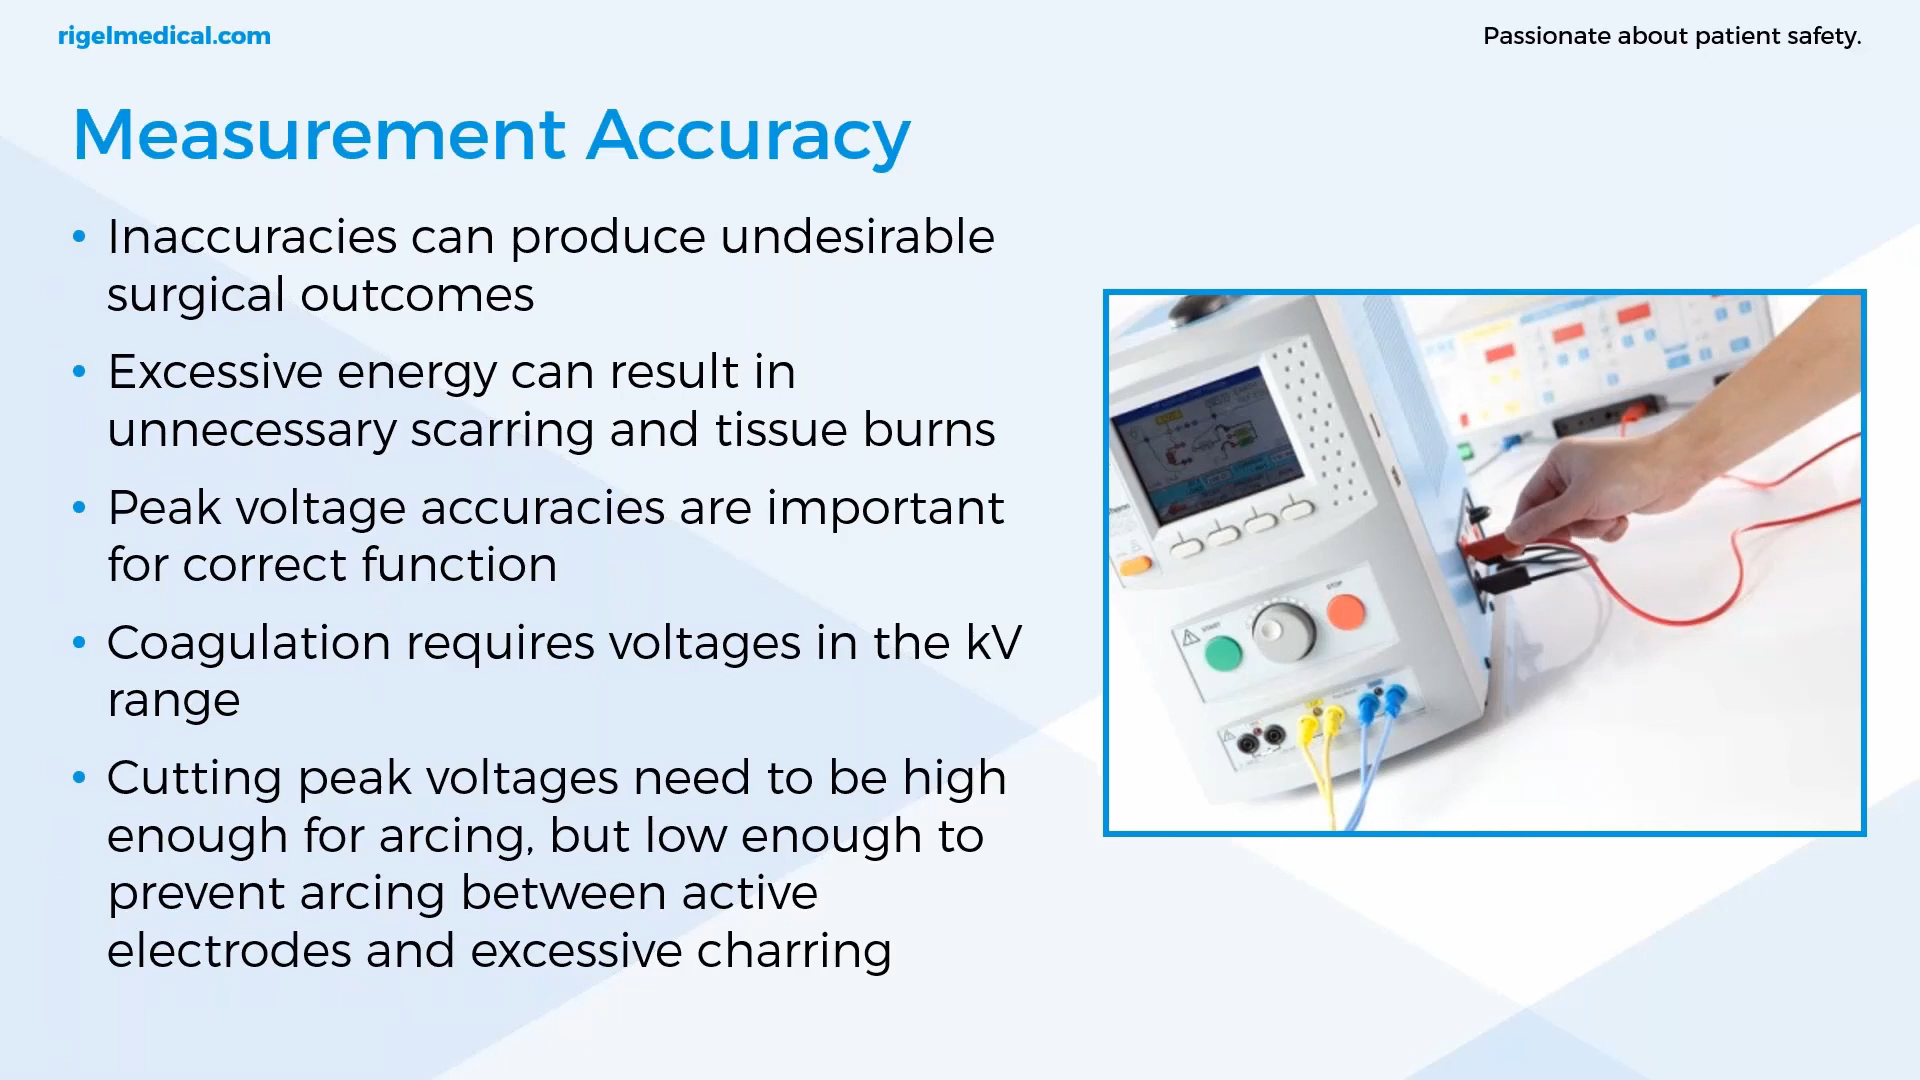 rigelmedical.com
Passionate about patient safety.
Measurement Accuracy
• Inaccuracies can produce undesirable
surgical outcomes
• Excessive energy can result in
unnecessary scarring and tissue burns
• Peak voltage accuracies are important
for correct function
• Coagulation requires voltages in the kV
range
• Cutting peak voltages need to be high
enough for arcing, but low enough to
prevent arcing between active
electrodes and excessive charring
START
STOP